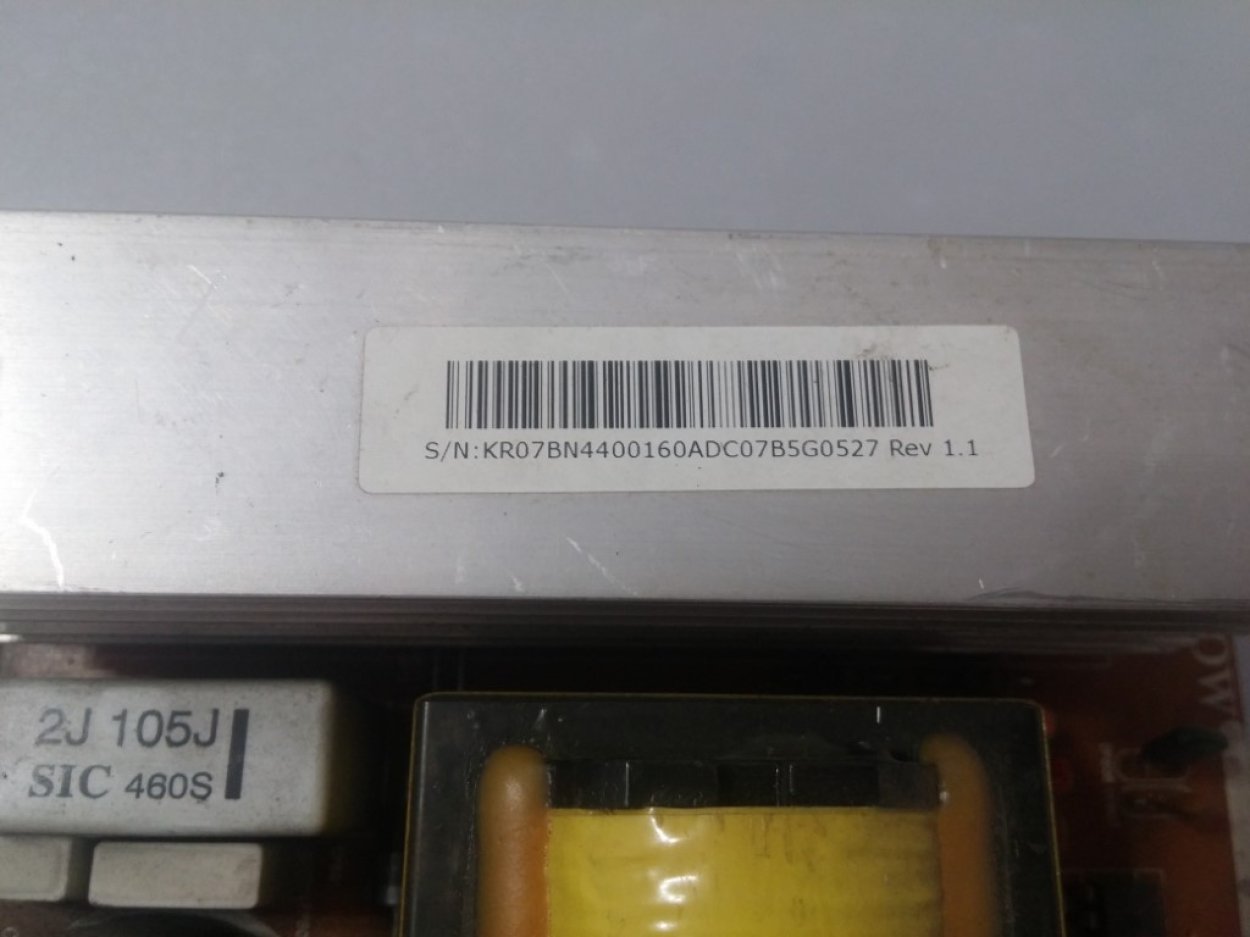 S/N:KR07BN4400160ADC07B5G0527 Rev 1.1
2J 105J
SIC 460S